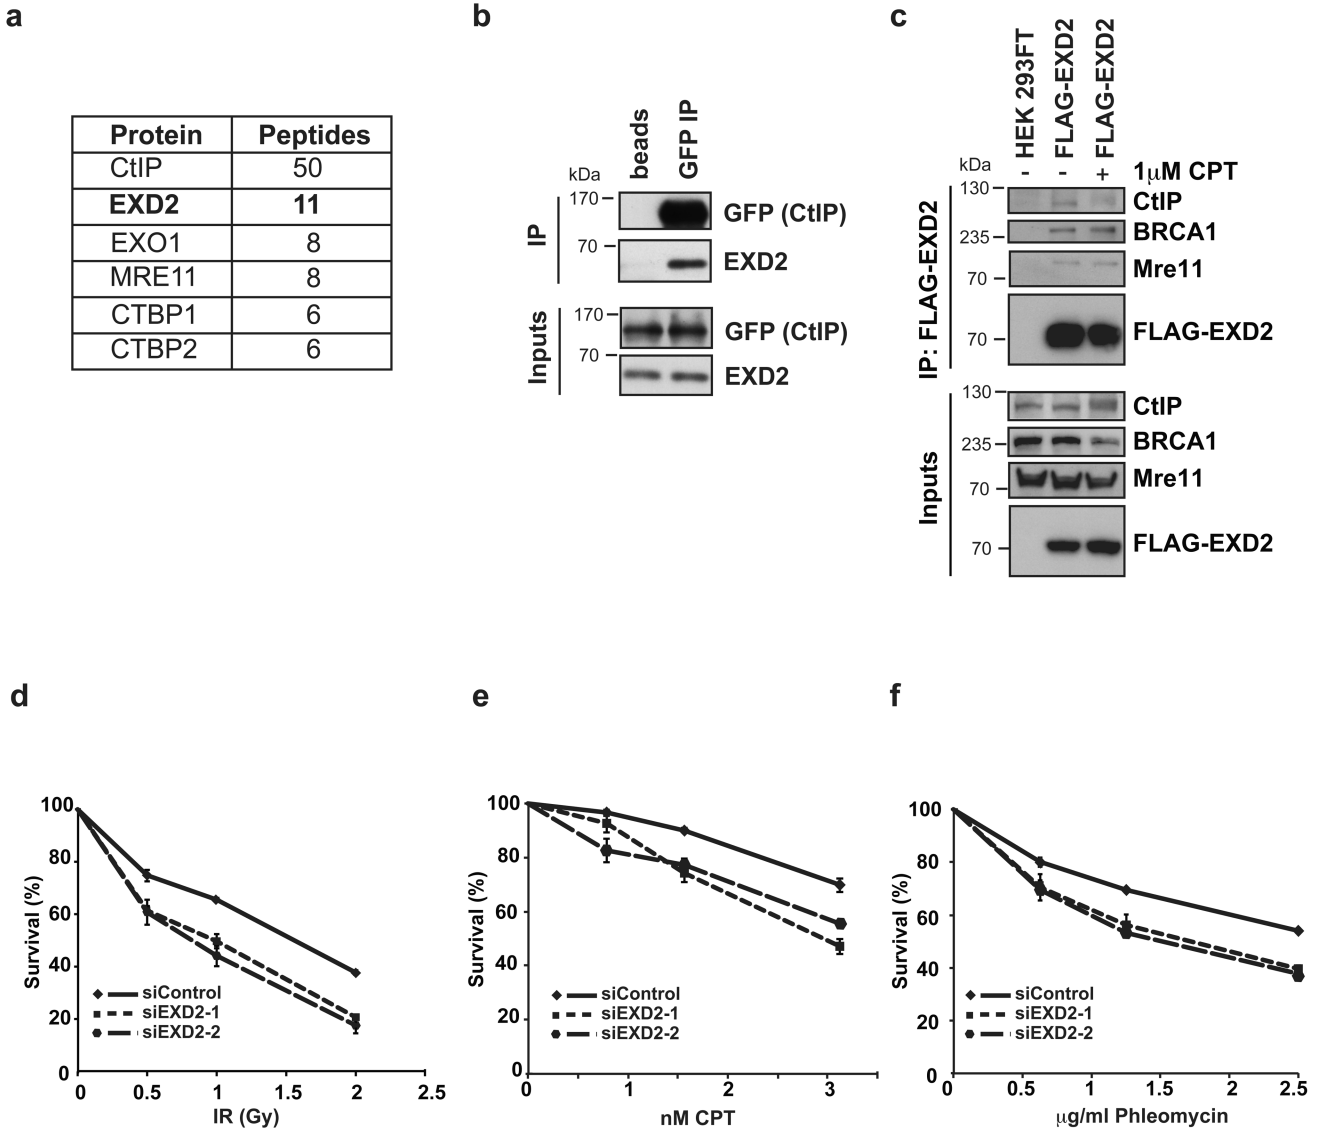 a
Protein Peptides
CtIP 50
EXD2 11
EXO1 8
MRE11 8
CTBP1 6
CTBP2 6
b
beads
GFP IP
kDa
IP
170
GFP (CtIP)
70
EXD2
Inputs
170
GFP (CtIP)
70
EXD2
c
HEK 293FT
FLAG-EXD2
FLAG-EXD2
kDa
- - + 1μM CPT
IP: FLAG-EXD2
130
CtIP
235
BRCA1
70
Mre11
70
FLAG-EXD2
Inputs
130
CtIP
235
BRCA1
70
Mre11
70
FLAG-EXD2
d
Survival (%)
100
80
60
40
20
0
siControl
siEXD2-1
siEXD2-2
0 0.5 1 1.5 2 2.5
IR (Gy)
e
Survival (%)
100
80
60
40
20
0
siControl
siEXD2-1
siEXD2-2
0 1 2 3
nM CPT
f
Survival (%)
100
80
60
40
20
0
siControl
siEXD2-1
siEXD2-2
0 0.5 1 1.5 2 2.5
μg/ml Phleomycin